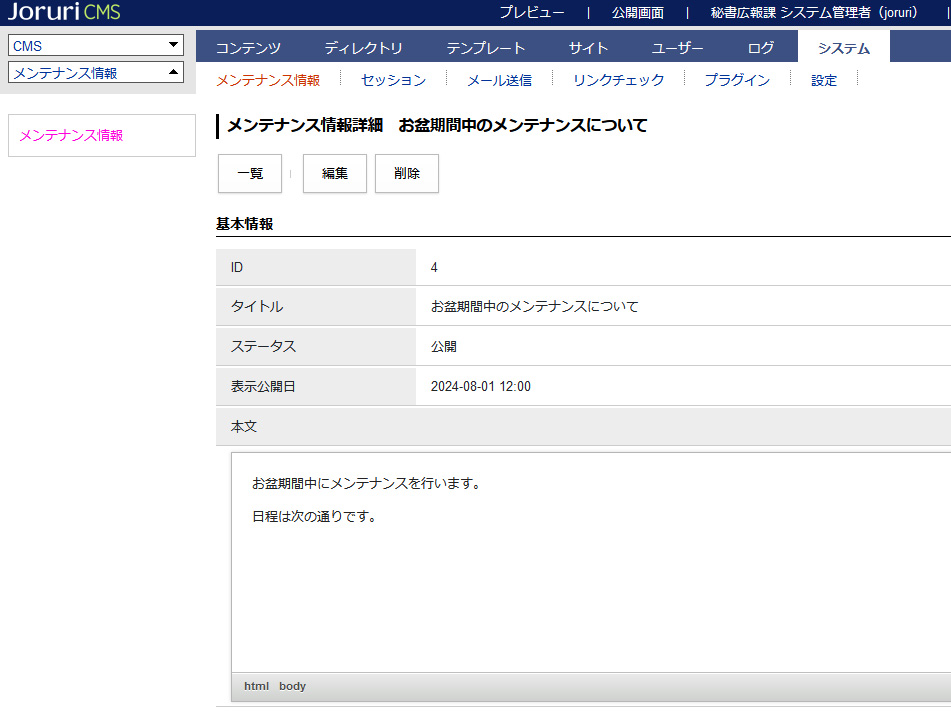 Joruri CMS
プレビュー | 公開画面 | 秘書広報課 システム管理者（joruri）
CMS
メンテナンス情報
コンテンツ ディレクトリ テンプレート サイト ユーザー ログ システム
メンテナンス情報 セッション メール送信 リンクチェック プラグイン 設定
メンテナンス情報
メンテナンス情報詳細　お盆期間中のメンテナンスについて
一覧 編集 削除
基本情報
ID 4
タイトル お盆期間中のメンテナンスについて
ステータス 公開
表示公開日 2024-08-01 12:00
本文
お盆期間中にメンテナンスを行います。
日程は次の通りです。
html body